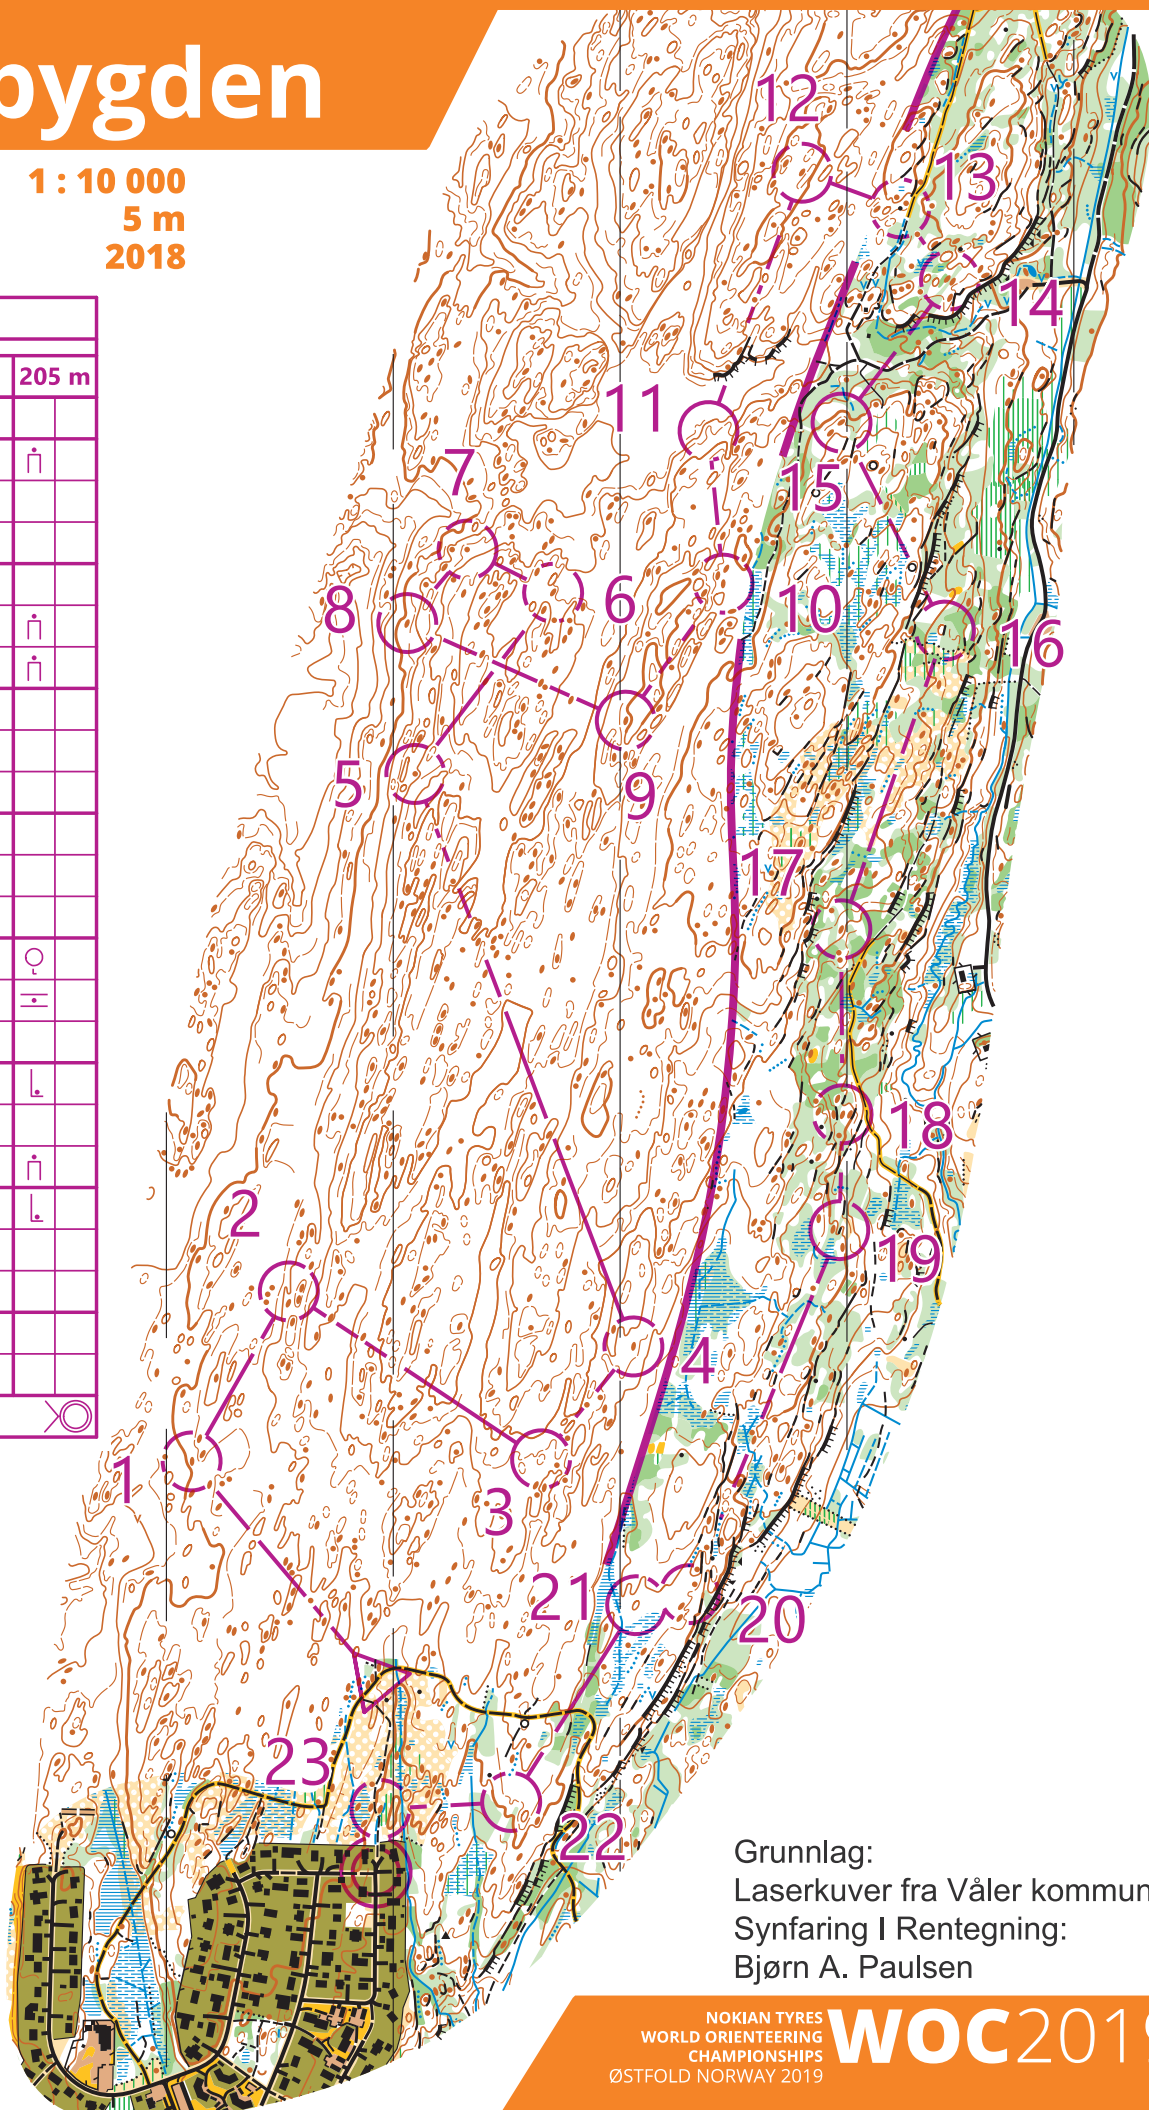 bygden
1 : 10 000
5 m
2018
205 m
12
13
14
11
7
15
8
6
10
16
5
9
17
18
2
19
4
1
3
21
20
23
22
Grunnlag:
Laserkuver fra Våler kommun
Synfaring I Rentegning:
Bjørn A. Paulsen
NOKIAN TYRES
WORLD ORIENTEERING
CHAMPIONSHIPS
ØSTFOLD NORWAY 2019
WOC2019